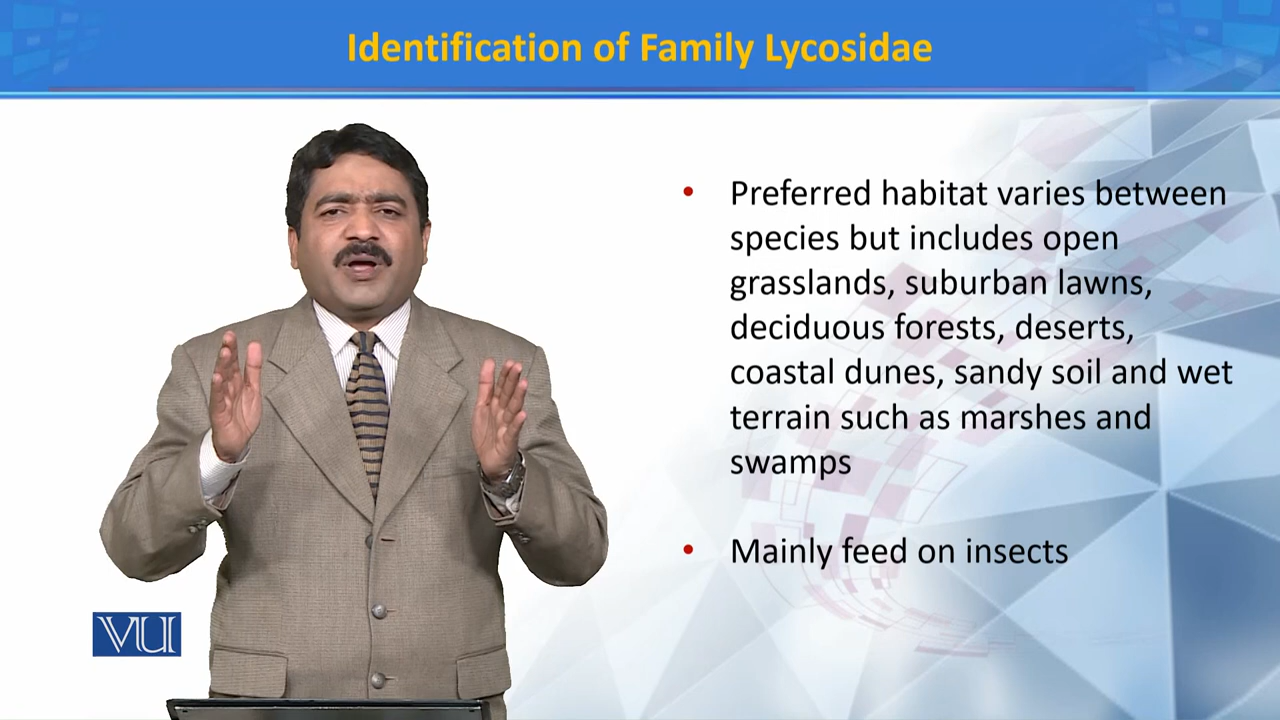 Identification of Family Lycosidae
• Preferred habitat varies between
species but includes open
grasslands, suburban lawns,
deciduous forests, deserts,
coastal dunes, sandy soil and wet
terrain such as marshes and
swamps
• Mainly feed on insects
VU